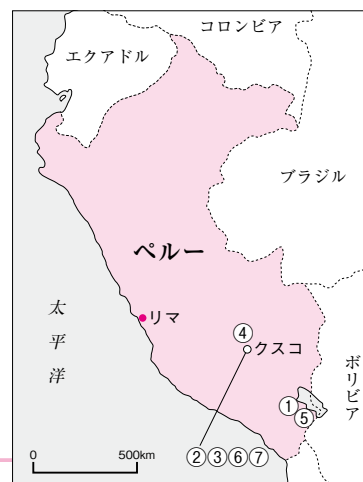 コロンビア
エクアドル
ブラジル
ペルー
リマ
④
クスコ
太平洋
ボリビア
①
⑤
②③⑥⑦
0 500km